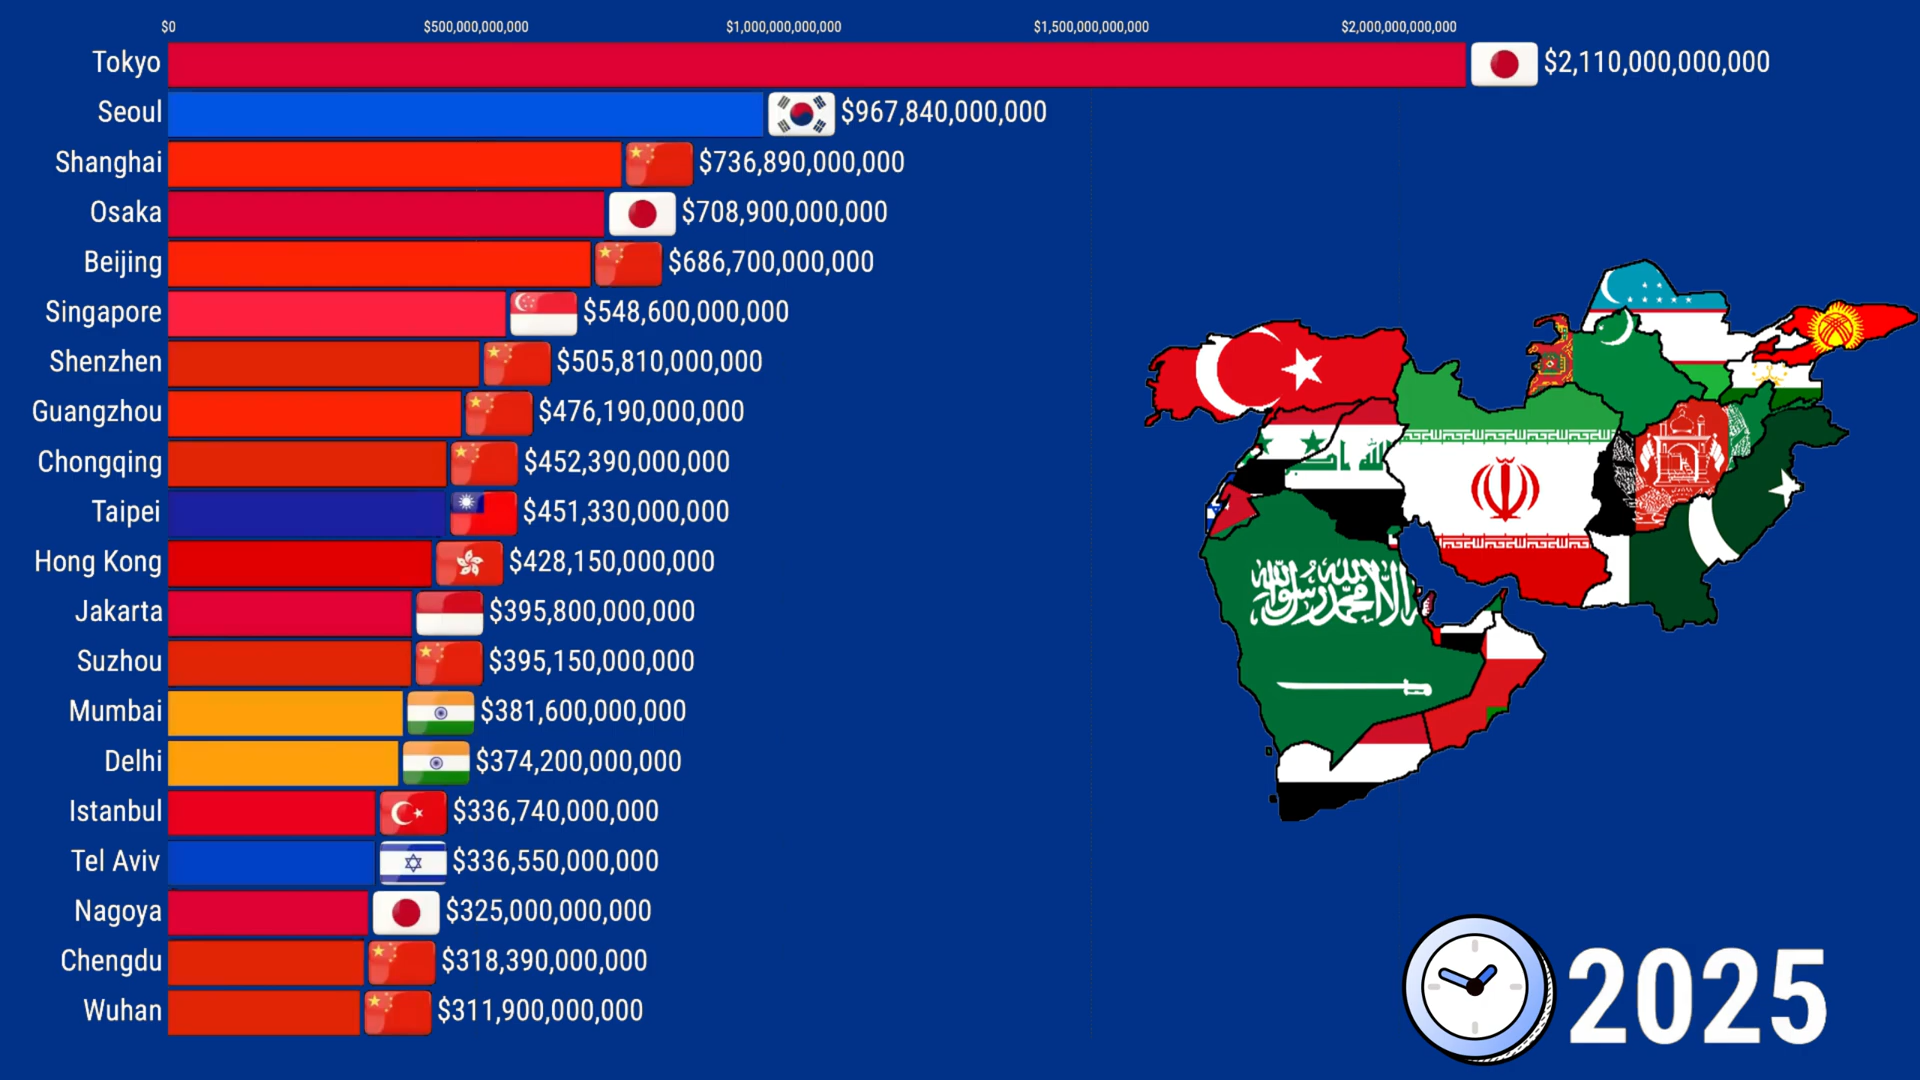 $0 $500,000,000,000 $1,000,000,000,000 $1,500,000,000,000 $2,000,000,000,000
Tokyo $2,110,000,000,000
Seoul $967,840,000,000
Shanghai $736,890,000,000
Osaka $708,900,000,000
Beijing $686,700,000,000
Singapore $548,600,000,000
Shenzhen $505,810,000,000
Guangzhou $476,190,000,000
Chongqing $452,390,000,000
Taipei $451,330,000,000
Hong Kong $428,150,000,000
Jakarta $395,800,000,000
Suzhou $395,150,000,000
Mumbai $381,600,000,000
Delhi $374,200,000,000
Istanbul $336,740,000,000
Tel Aviv $336,550,000,000
Nagoya $325,000,000,000
Chengdu $318,390,000,000
Wuhan $311,900,000,000
2025